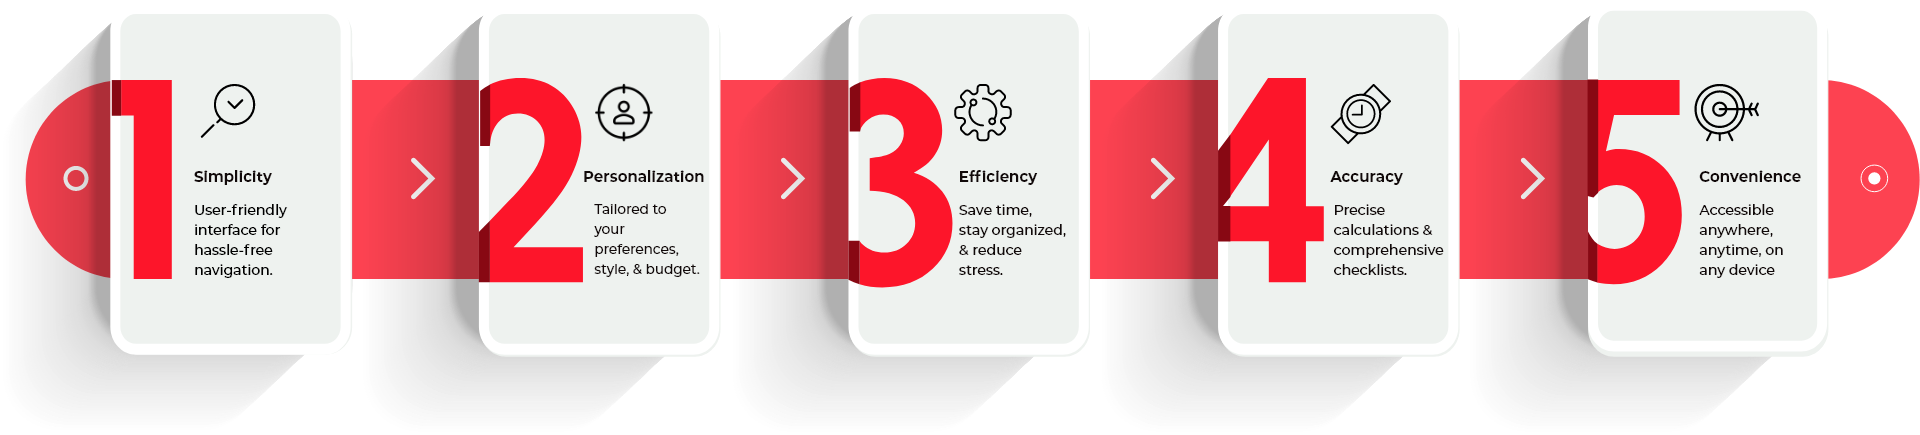 1
Simplicity
User-friendly
interface for
hassle-free
navigation.
2
Personalization
Tailored to
your
preferences,
style, & budget.
3
Efficiency
Save time,
stay organized,
& reduce
stress.
4
Accuracy
Precise
calculations &
comprehensive
checklists.
5
Convenience
Accessible
anywhere,
anytime, on
any device